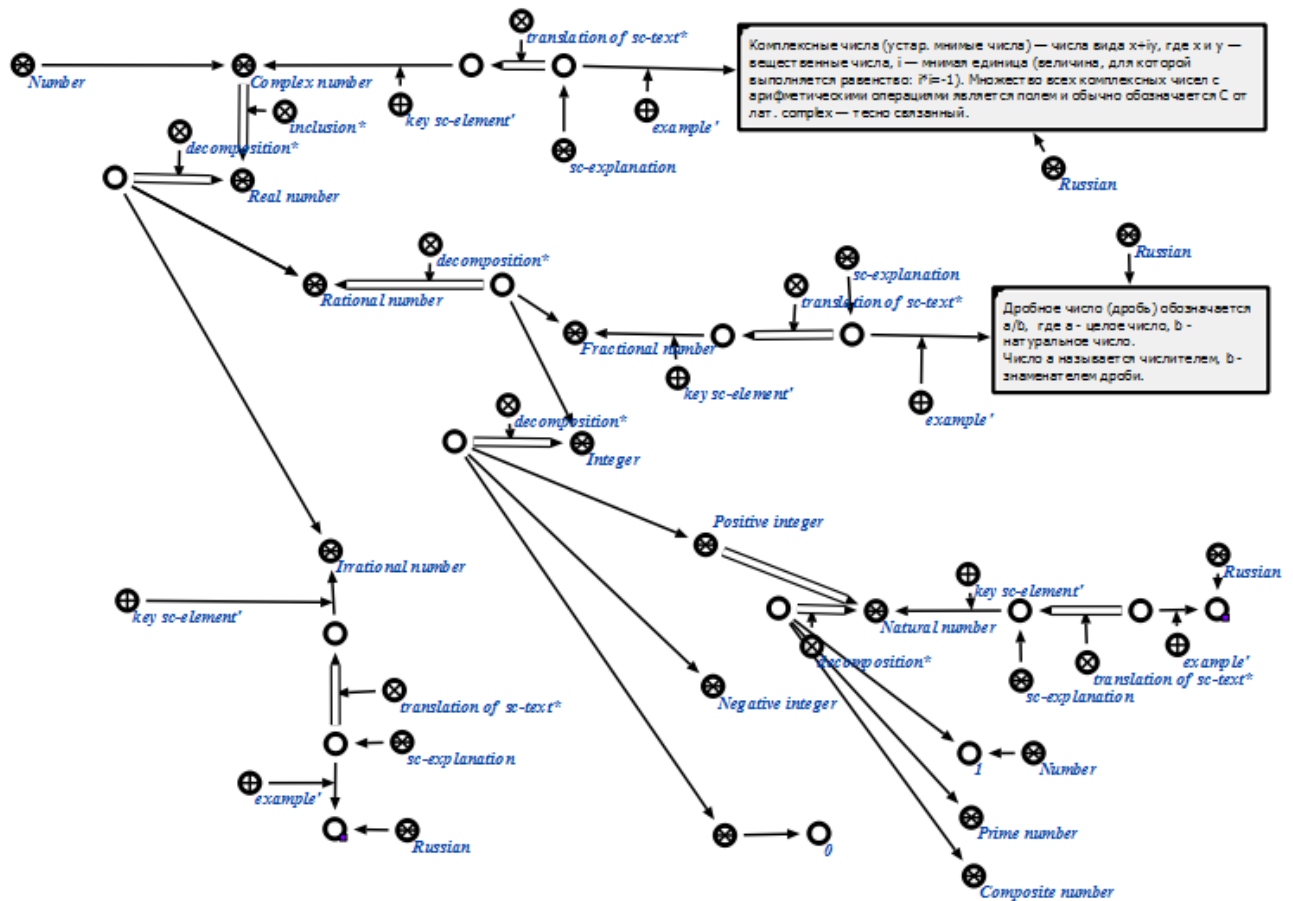 translation of sc-text*
Number
Complex number
key sc-element'
example'
sc-explanation
Комплексные числа (устар. мнимые числа) — числа вида x+iy, где x и y —
вещественные числа, i — мнимая единица (величина, для которой
выполняется равенство: i*i=-1). Множество всех комплексных чисел с
арифметическими операциями является полем и обычно обозначается C от
лат. complex — тесно связанный.
Russian
inclusion*
decomposition*
Real number
decomposition*
Rational number
sc-explanation
translation of sc-text*
Russian
Fractional number
key sc-element'
example'
Дробное число (дробь) обозначается
a/b, где a - целое число, b -
натуральное число.
Число a называется числителем, b -
знаменателем дроби.
decomposition*
Integer
Positive integer
Irrational number
key sc-element'
key sc-element'
Russian
Natural number
decomposition*
example'
translation of sc-text*
sc-explanation
Negative integer
translation of sc-text*
sc-explanation
example'
Russian
1
Number
Prime number
0
Composite number